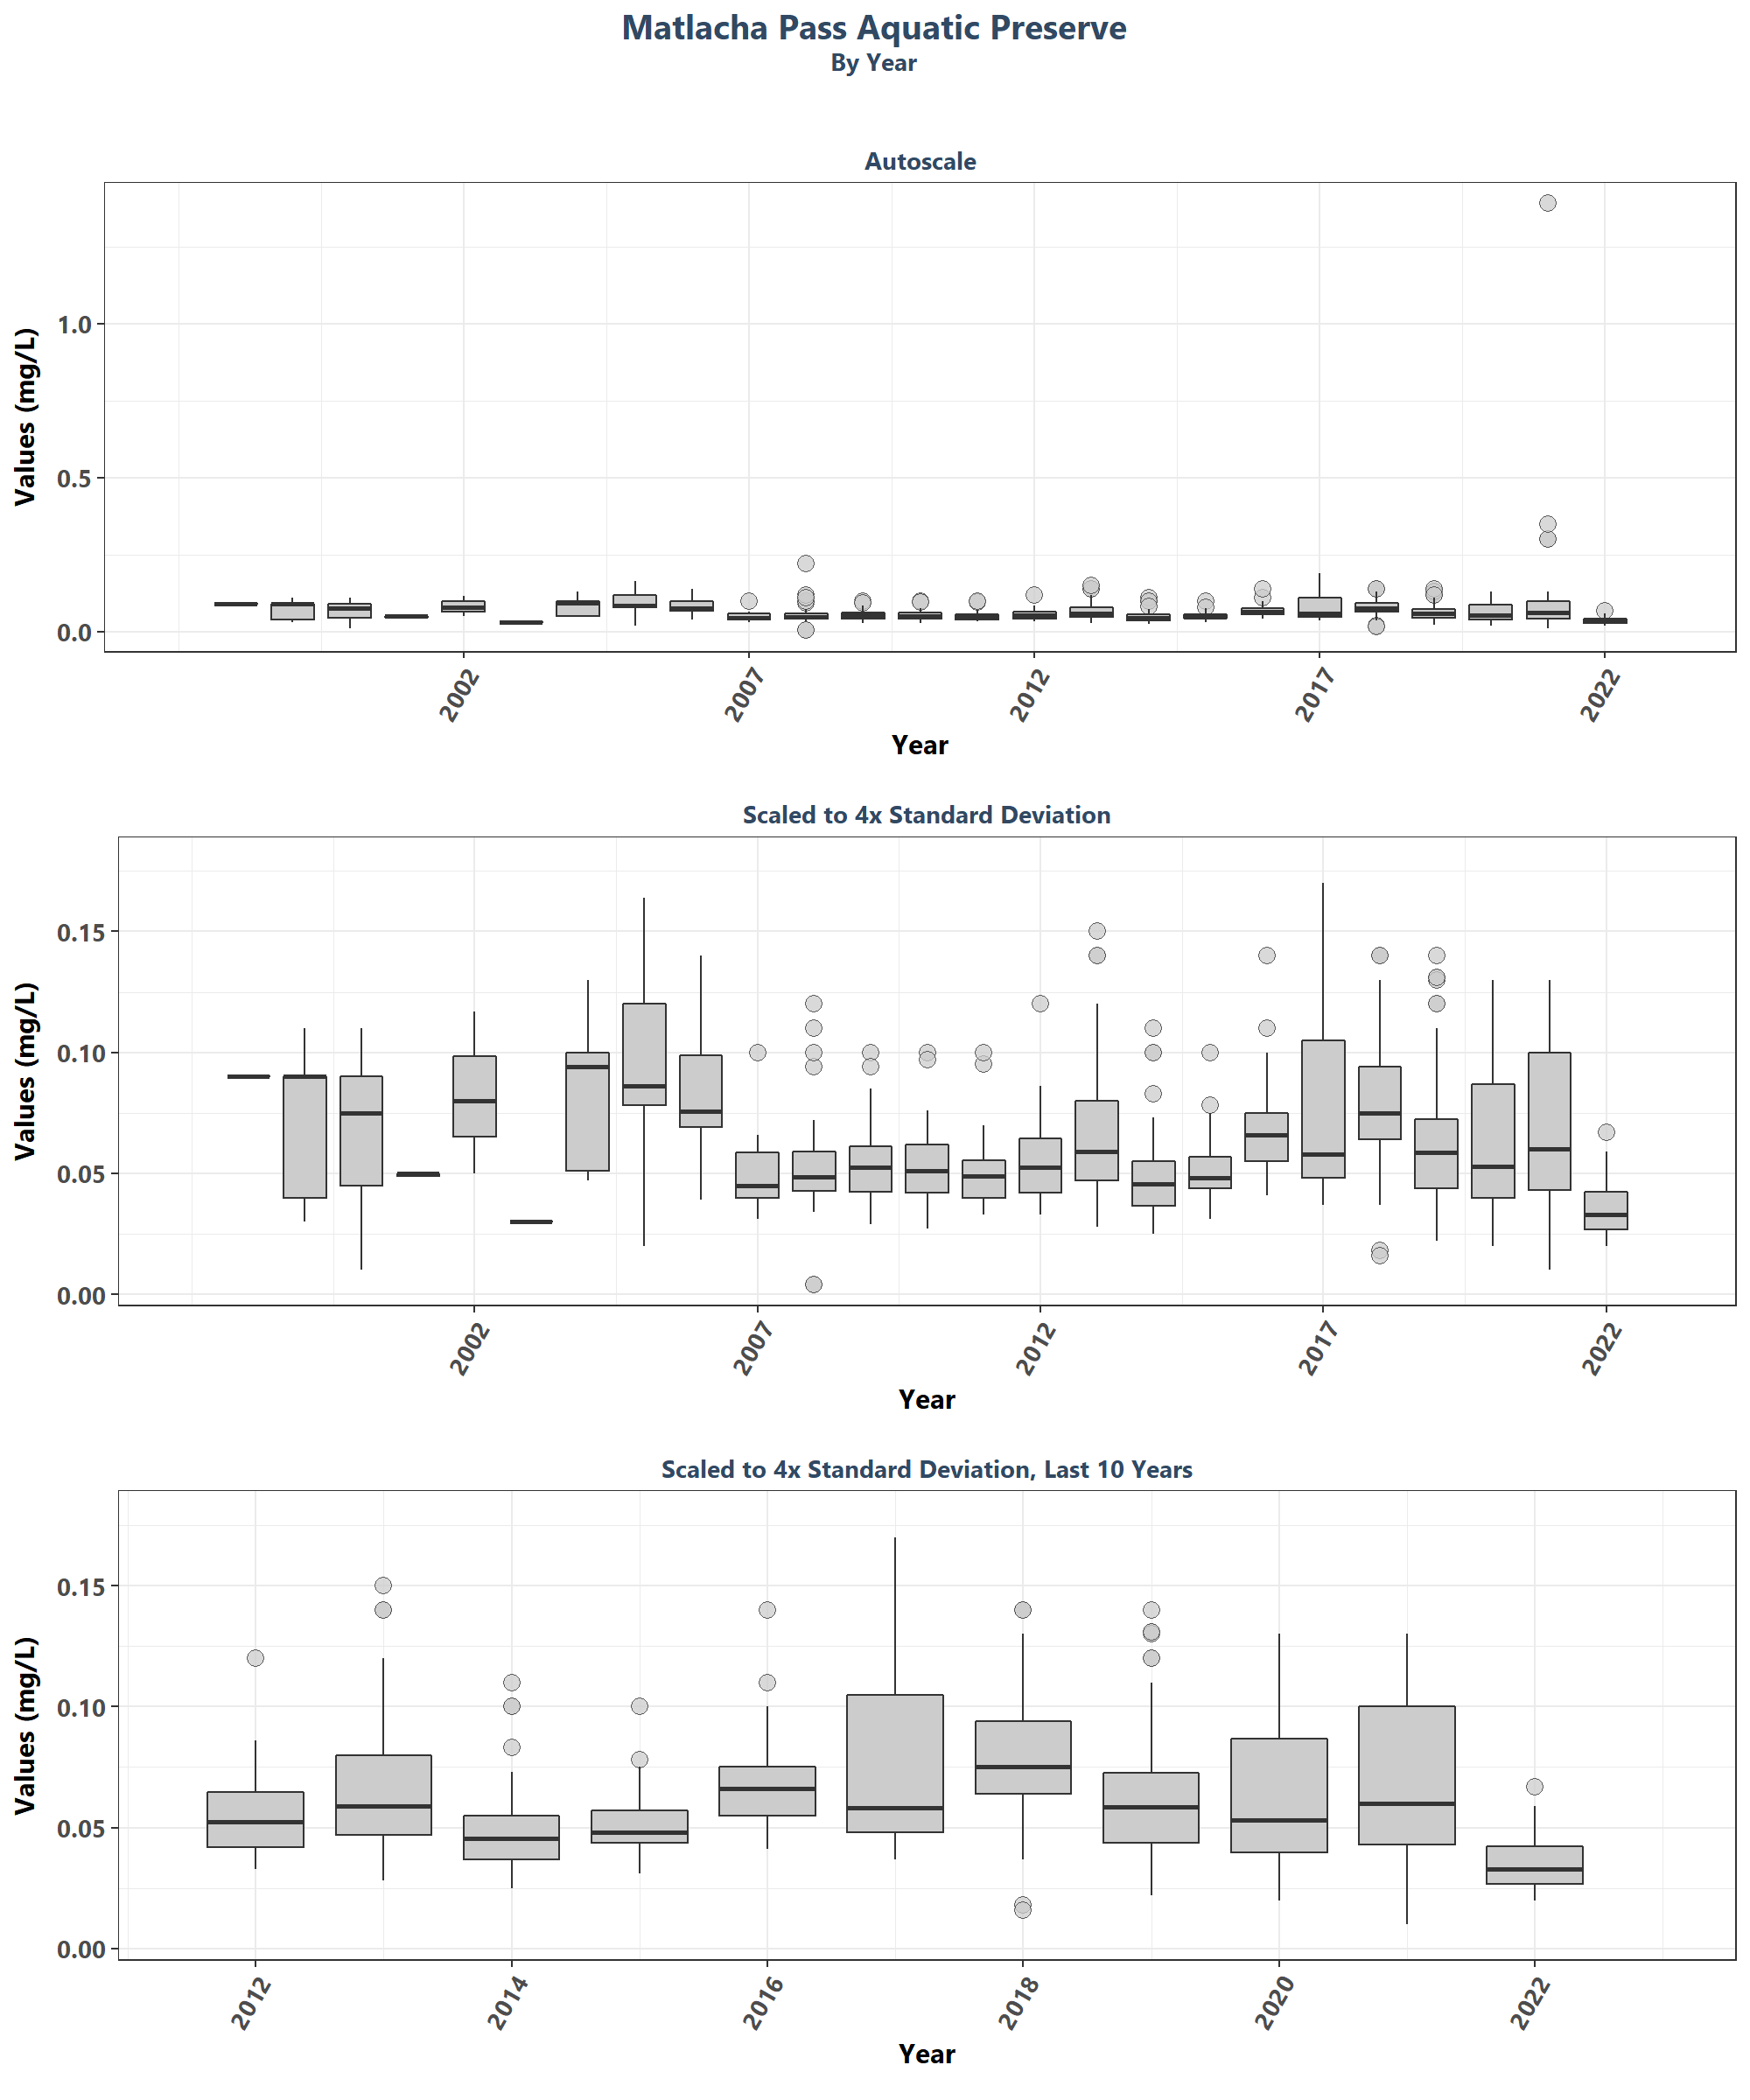 Matlacha Pass Aquatic Preserve
By Year
Autoscale
Values (mg/L)
1.0
0.5
0.0
2002 2007 2012 2017 2022
Year
Scaled to 4x Standard Deviation
Values (mg/L)
0.15
0.10
0.05
0.00
2002 2007 2012 2017 2022
Year
Scaled to 4x Standard Deviation, Last 10 Years
Values (mg/L)
0.15
0.10
0.05
0.00
2012 2014 2016 2018 2020 2022
Year